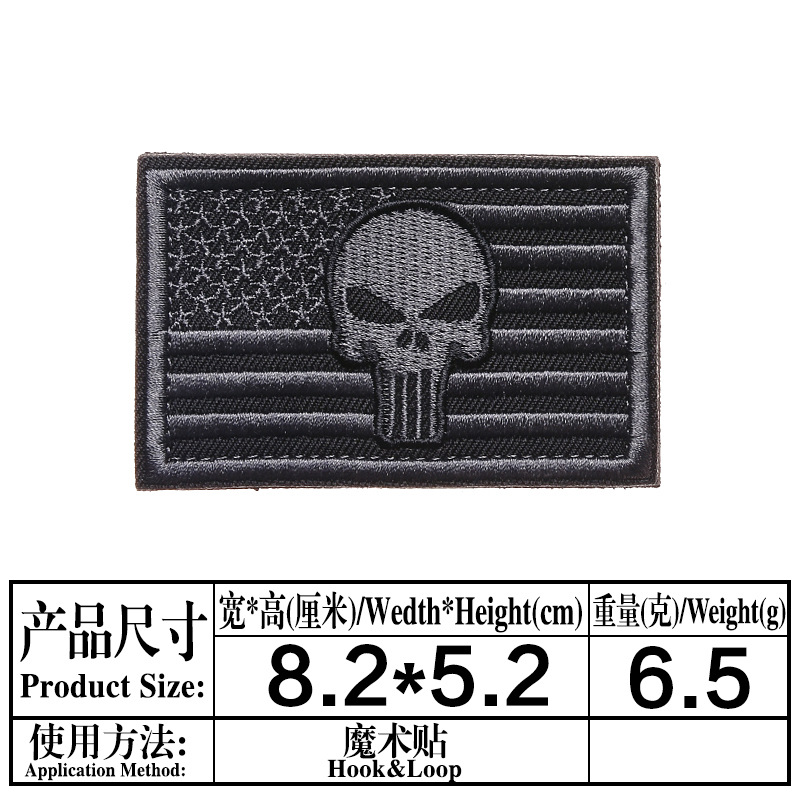 产品尺寸
Product Size:
宽*高(厘米)/Wedth*Height(cm)
重量(克)/Weight(g)
8.2*5.2
6.5
使用方法:
Application Method:
魔术贴
Hook&Loop